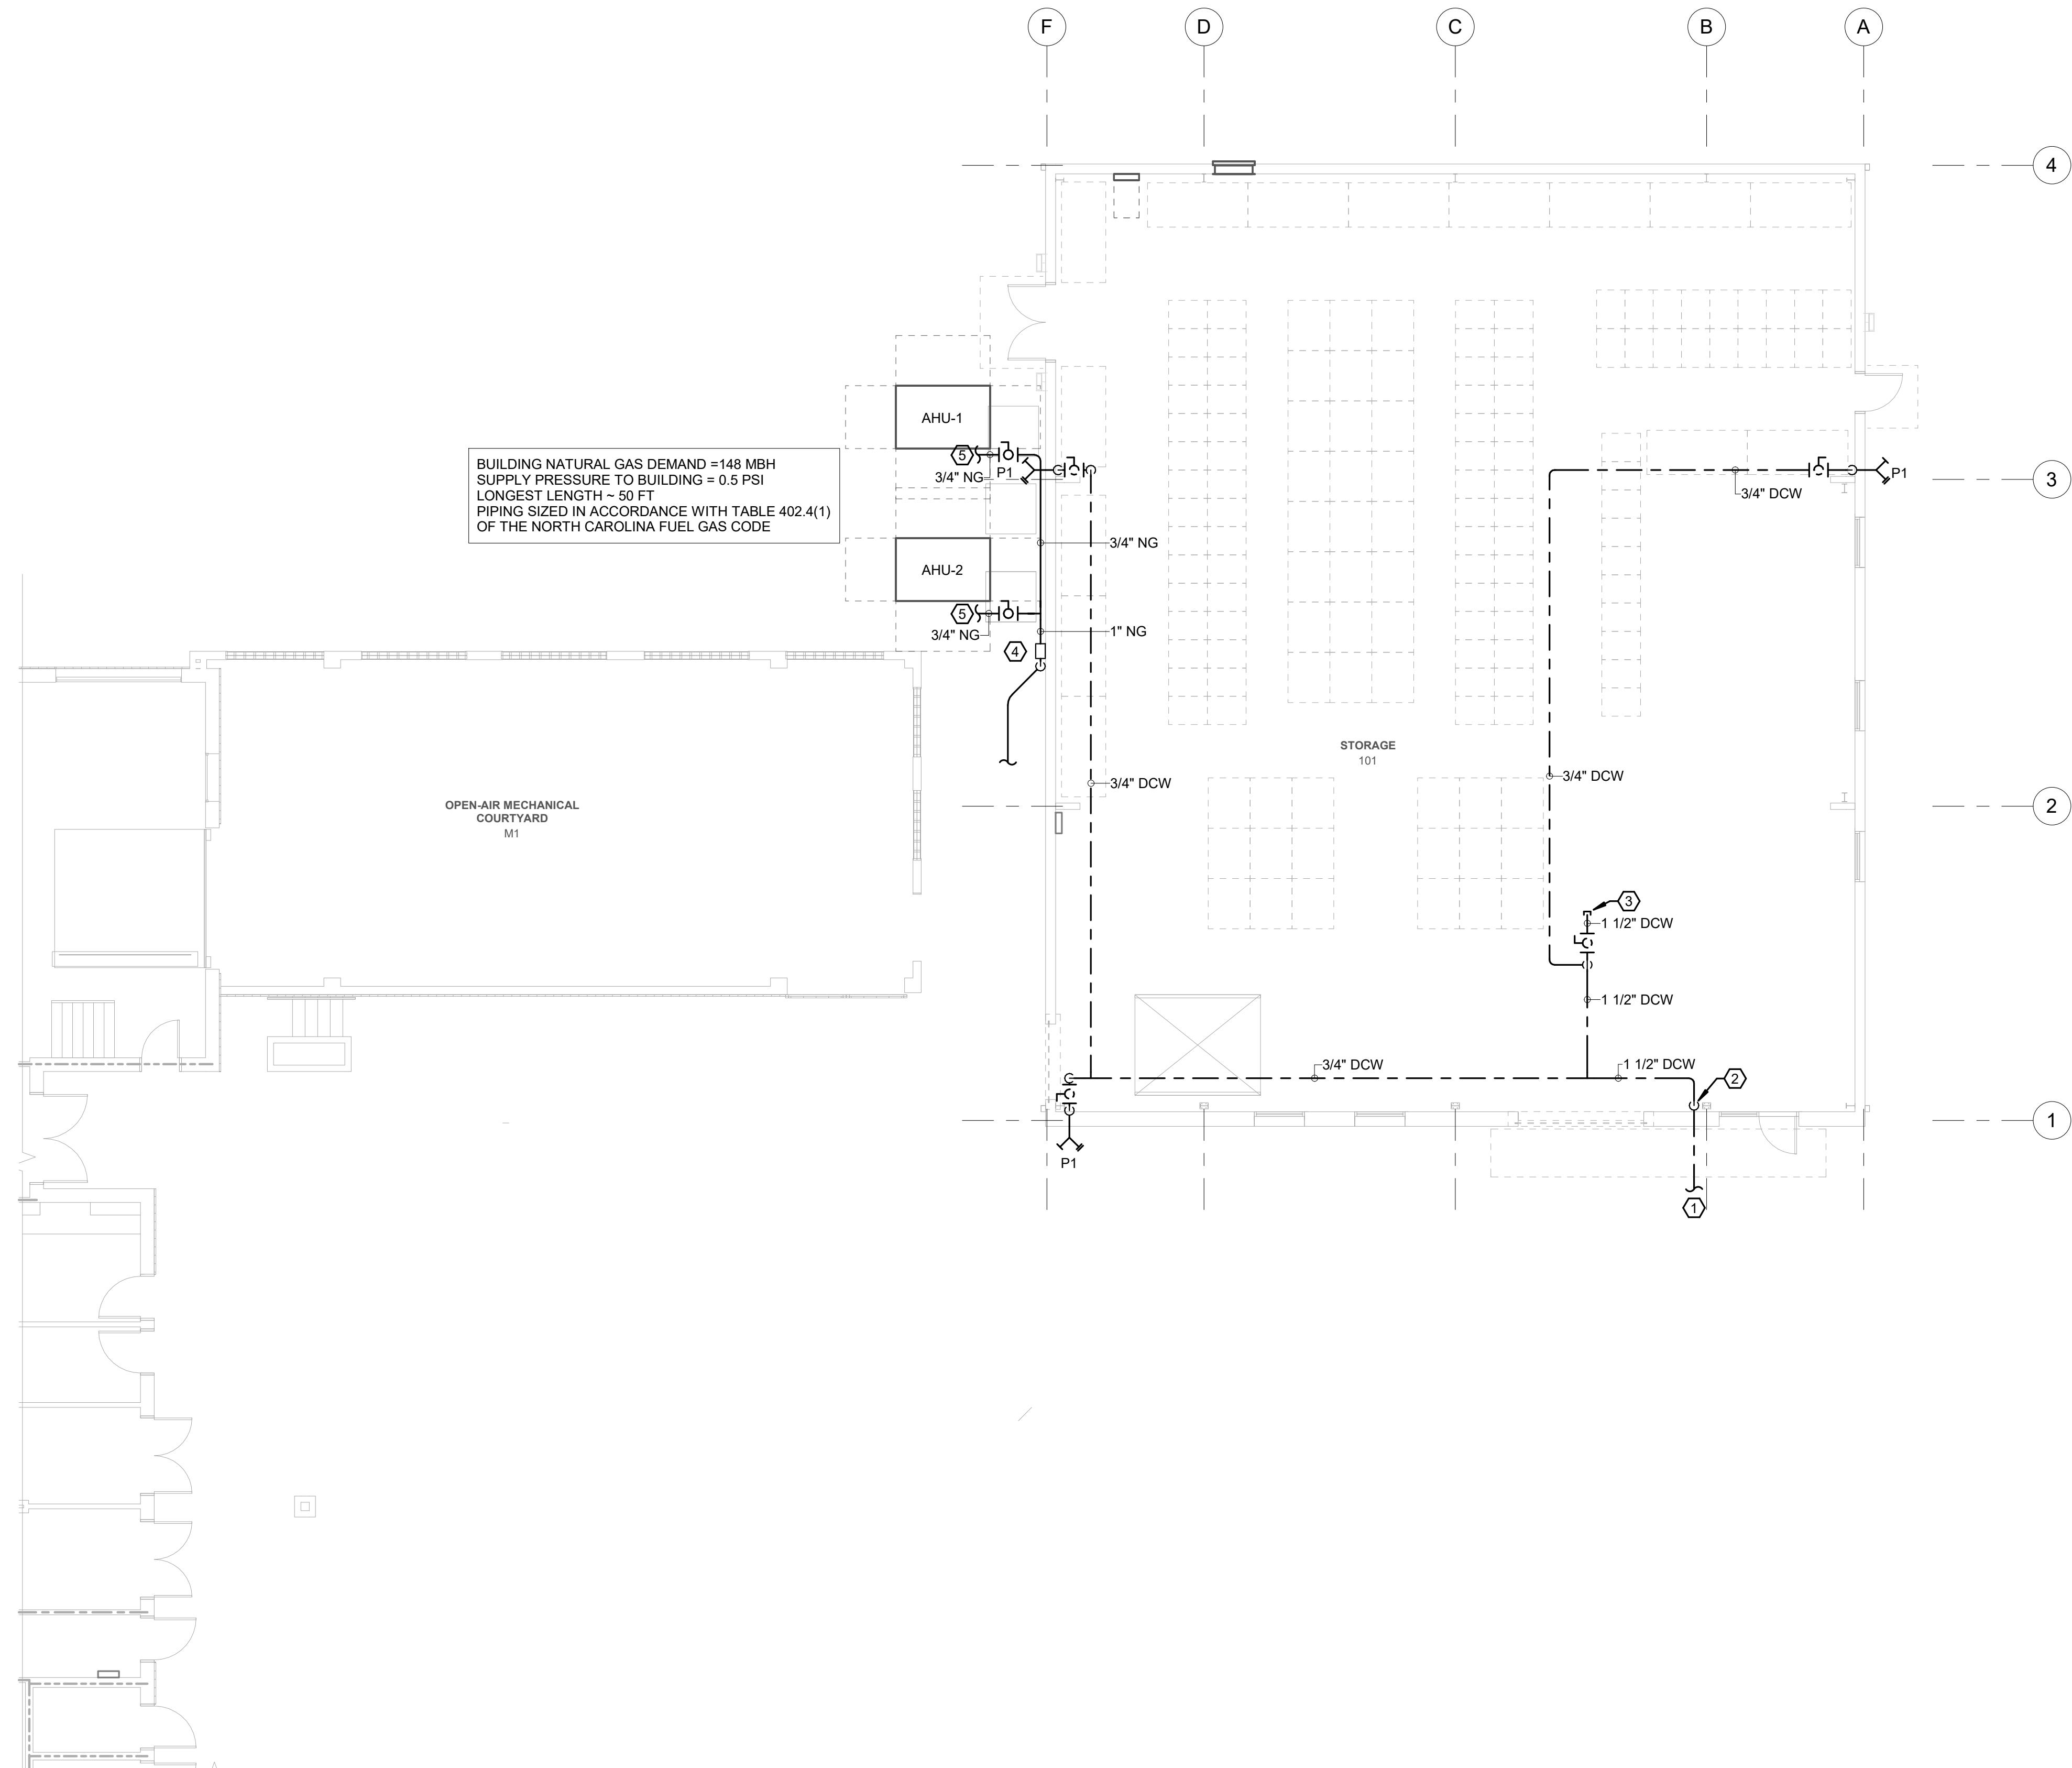 F
D
C
B
A
4
AHU-1
BUILDING NATURAL GAS DEMAND =148 MBH
SUPPLY PRESSURE TO BUILDING = 0.5 PSI
LONGEST LENGTH ~ 50 FT
PIPING SIZED IN ACCORDANCE WITH TABLE 402.4(1)
OF THE NORTH CAROLINA FUEL GAS CODE
5
3/4" NG
P1
P1
3
3/4" DCW
3/4" NG
AHU-2
5
3/4" NG
1" NG
4
STORAGE
101
3/4" DCW
3/4" DCW
OPEN-AIR MECHANICAL
COURTYARD
M1
2
3
1 1/2" DCW
1 1/2" DCW
3/4" DCW
1 1/2" DCW
2
1
P1
1